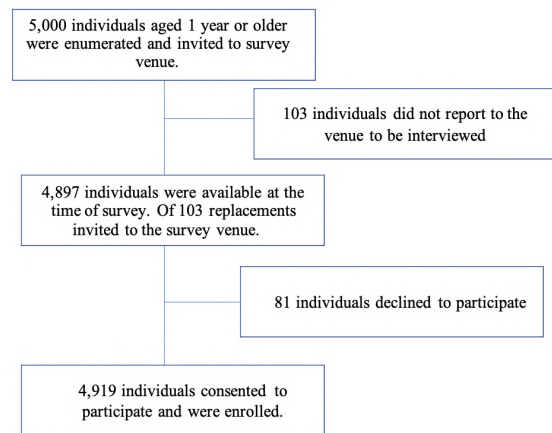 5,000 individuals aged 1 year or older
were enumerated and invited to survey
venue.
103 individuals did not report to the
venue to be interviewed
4,897 individuals were available at the
time of survey. Of 103 replacements
invited to the survey venue.
81 individuals declined to participate
4,919 individuals consented to
participate and were enrolled.